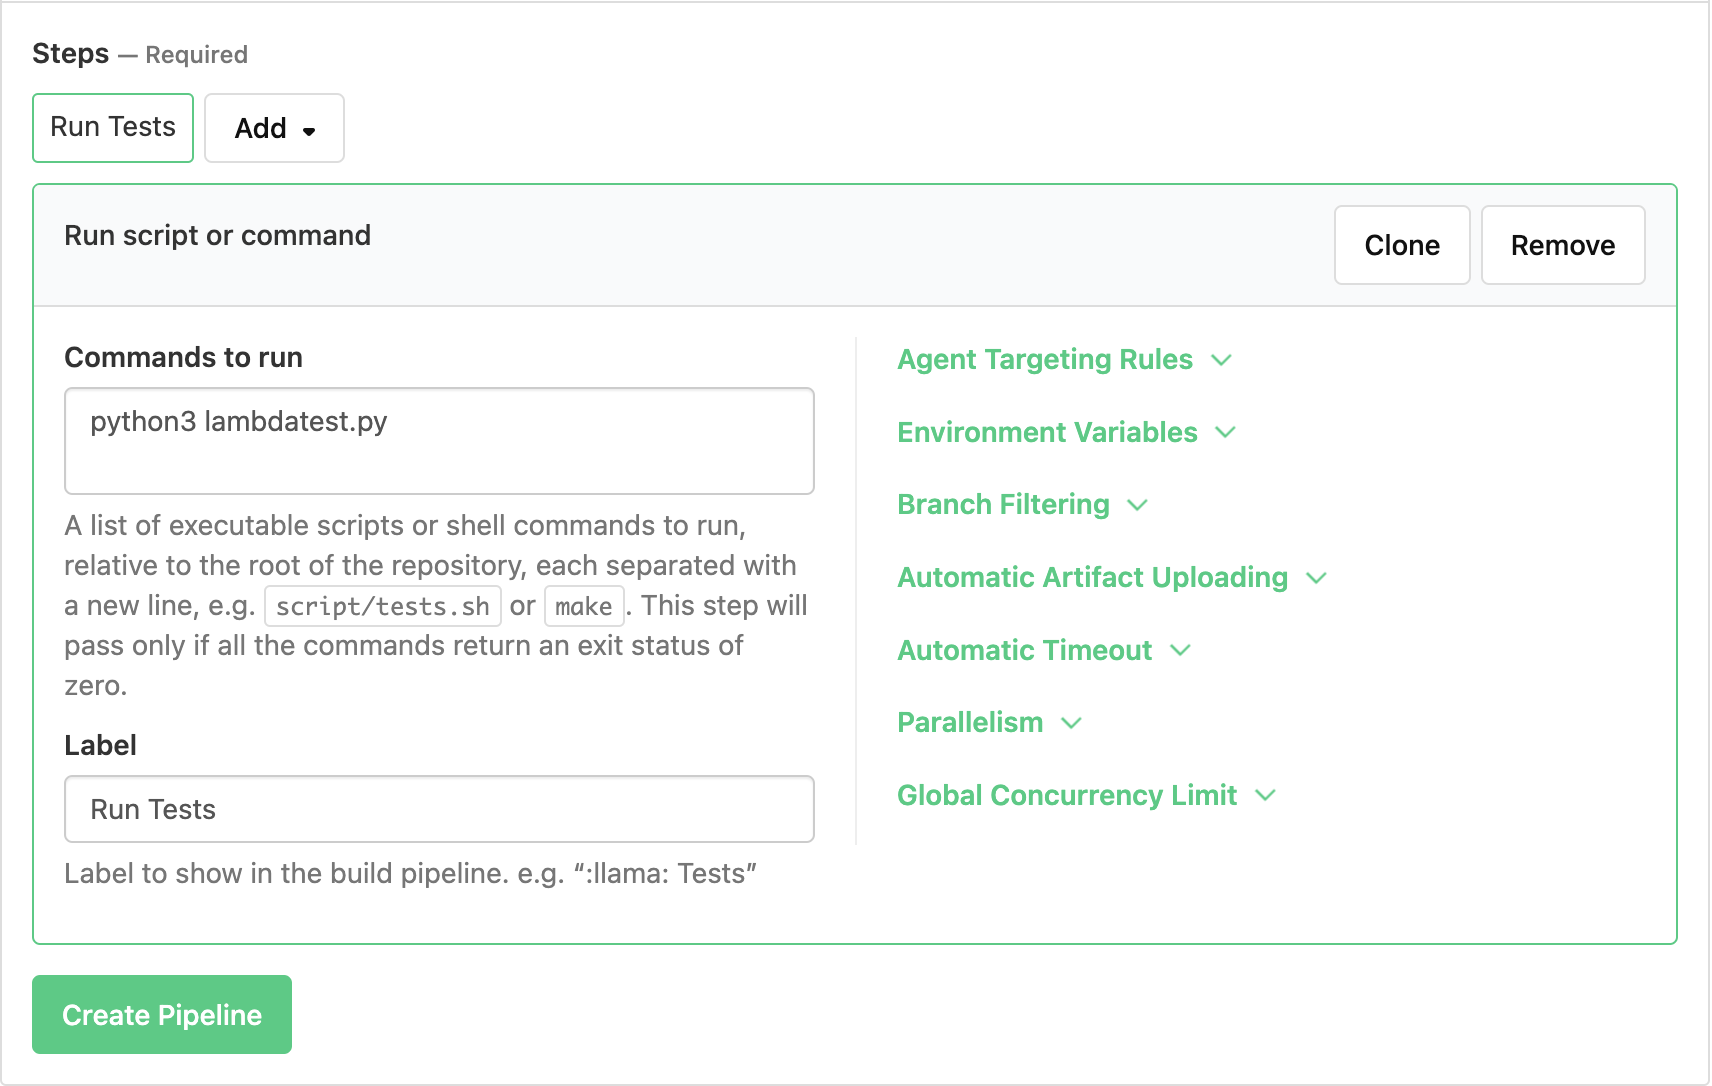 Steps — Required
Run Tests
Add
Run script or command
Clone
Remove
Commands to run
python3 lambdatest.py
A list of executable scripts or shell commands to run,
relative to the root of the repository, each separated with
a new line, e.g. script/tests.sh or make. This step will
pass only if all the commands return an exit status of
zero.
Label
Run Tests
Label to show in the build pipeline. e.g. “:llama: Tests”
Agent Targeting Rules
Environment Variables
Branch Filtering
Automatic Artifact Uploading
Automatic Timeout
Parallelism
Global Concurrency Limit
Create Pipeline